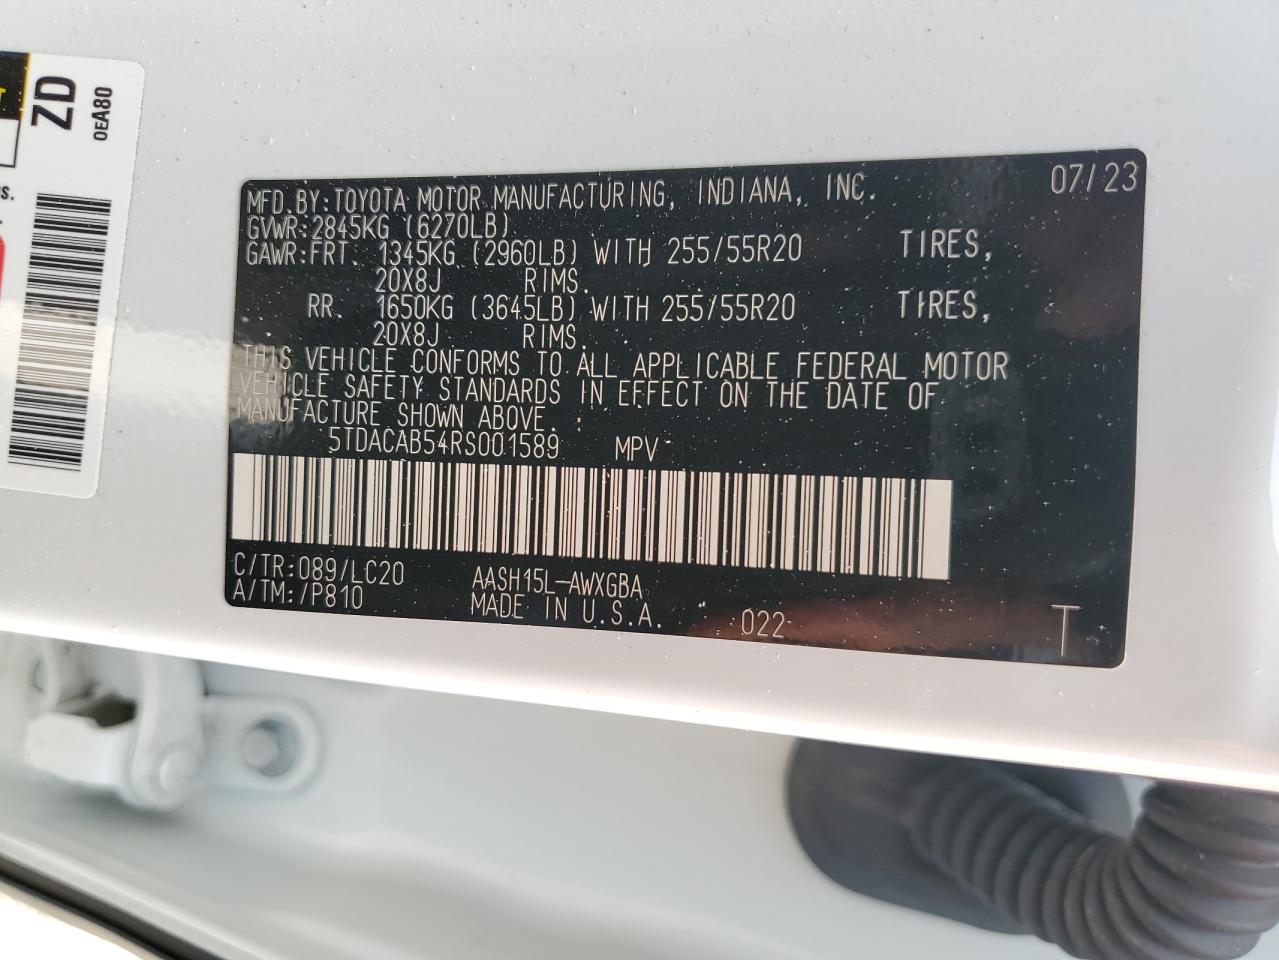 ZD
0EA80
T
s.
MFD.BY:TOYOTA MOTOR MANUFACTURING, INDIANA, INC. 07/23
GVWR:2845KG (6270LB)
GAWR:FRT. 1345KG (2960LB) WITH 255/55R20 TIRES,
20X8J RIMS.
RR. 1650KG (3645LB) WITH 255/55R20 TIRES,
20X8J RIMS.
THIS VEHICLE CONFORMS TO ALL APPLICABLE FEDERAL MOTOR
VEHICLE SAFETY STANDARDS IN EFFECT ON THE DATE OF
MANUFACTURE SHOWN ABOVE.
5TDACAB54RS001589 MPV
C/TR:089/LC20 AASH15L-AWXGBA
A/TM:/P810 MADE IN U.S.A. 022 T